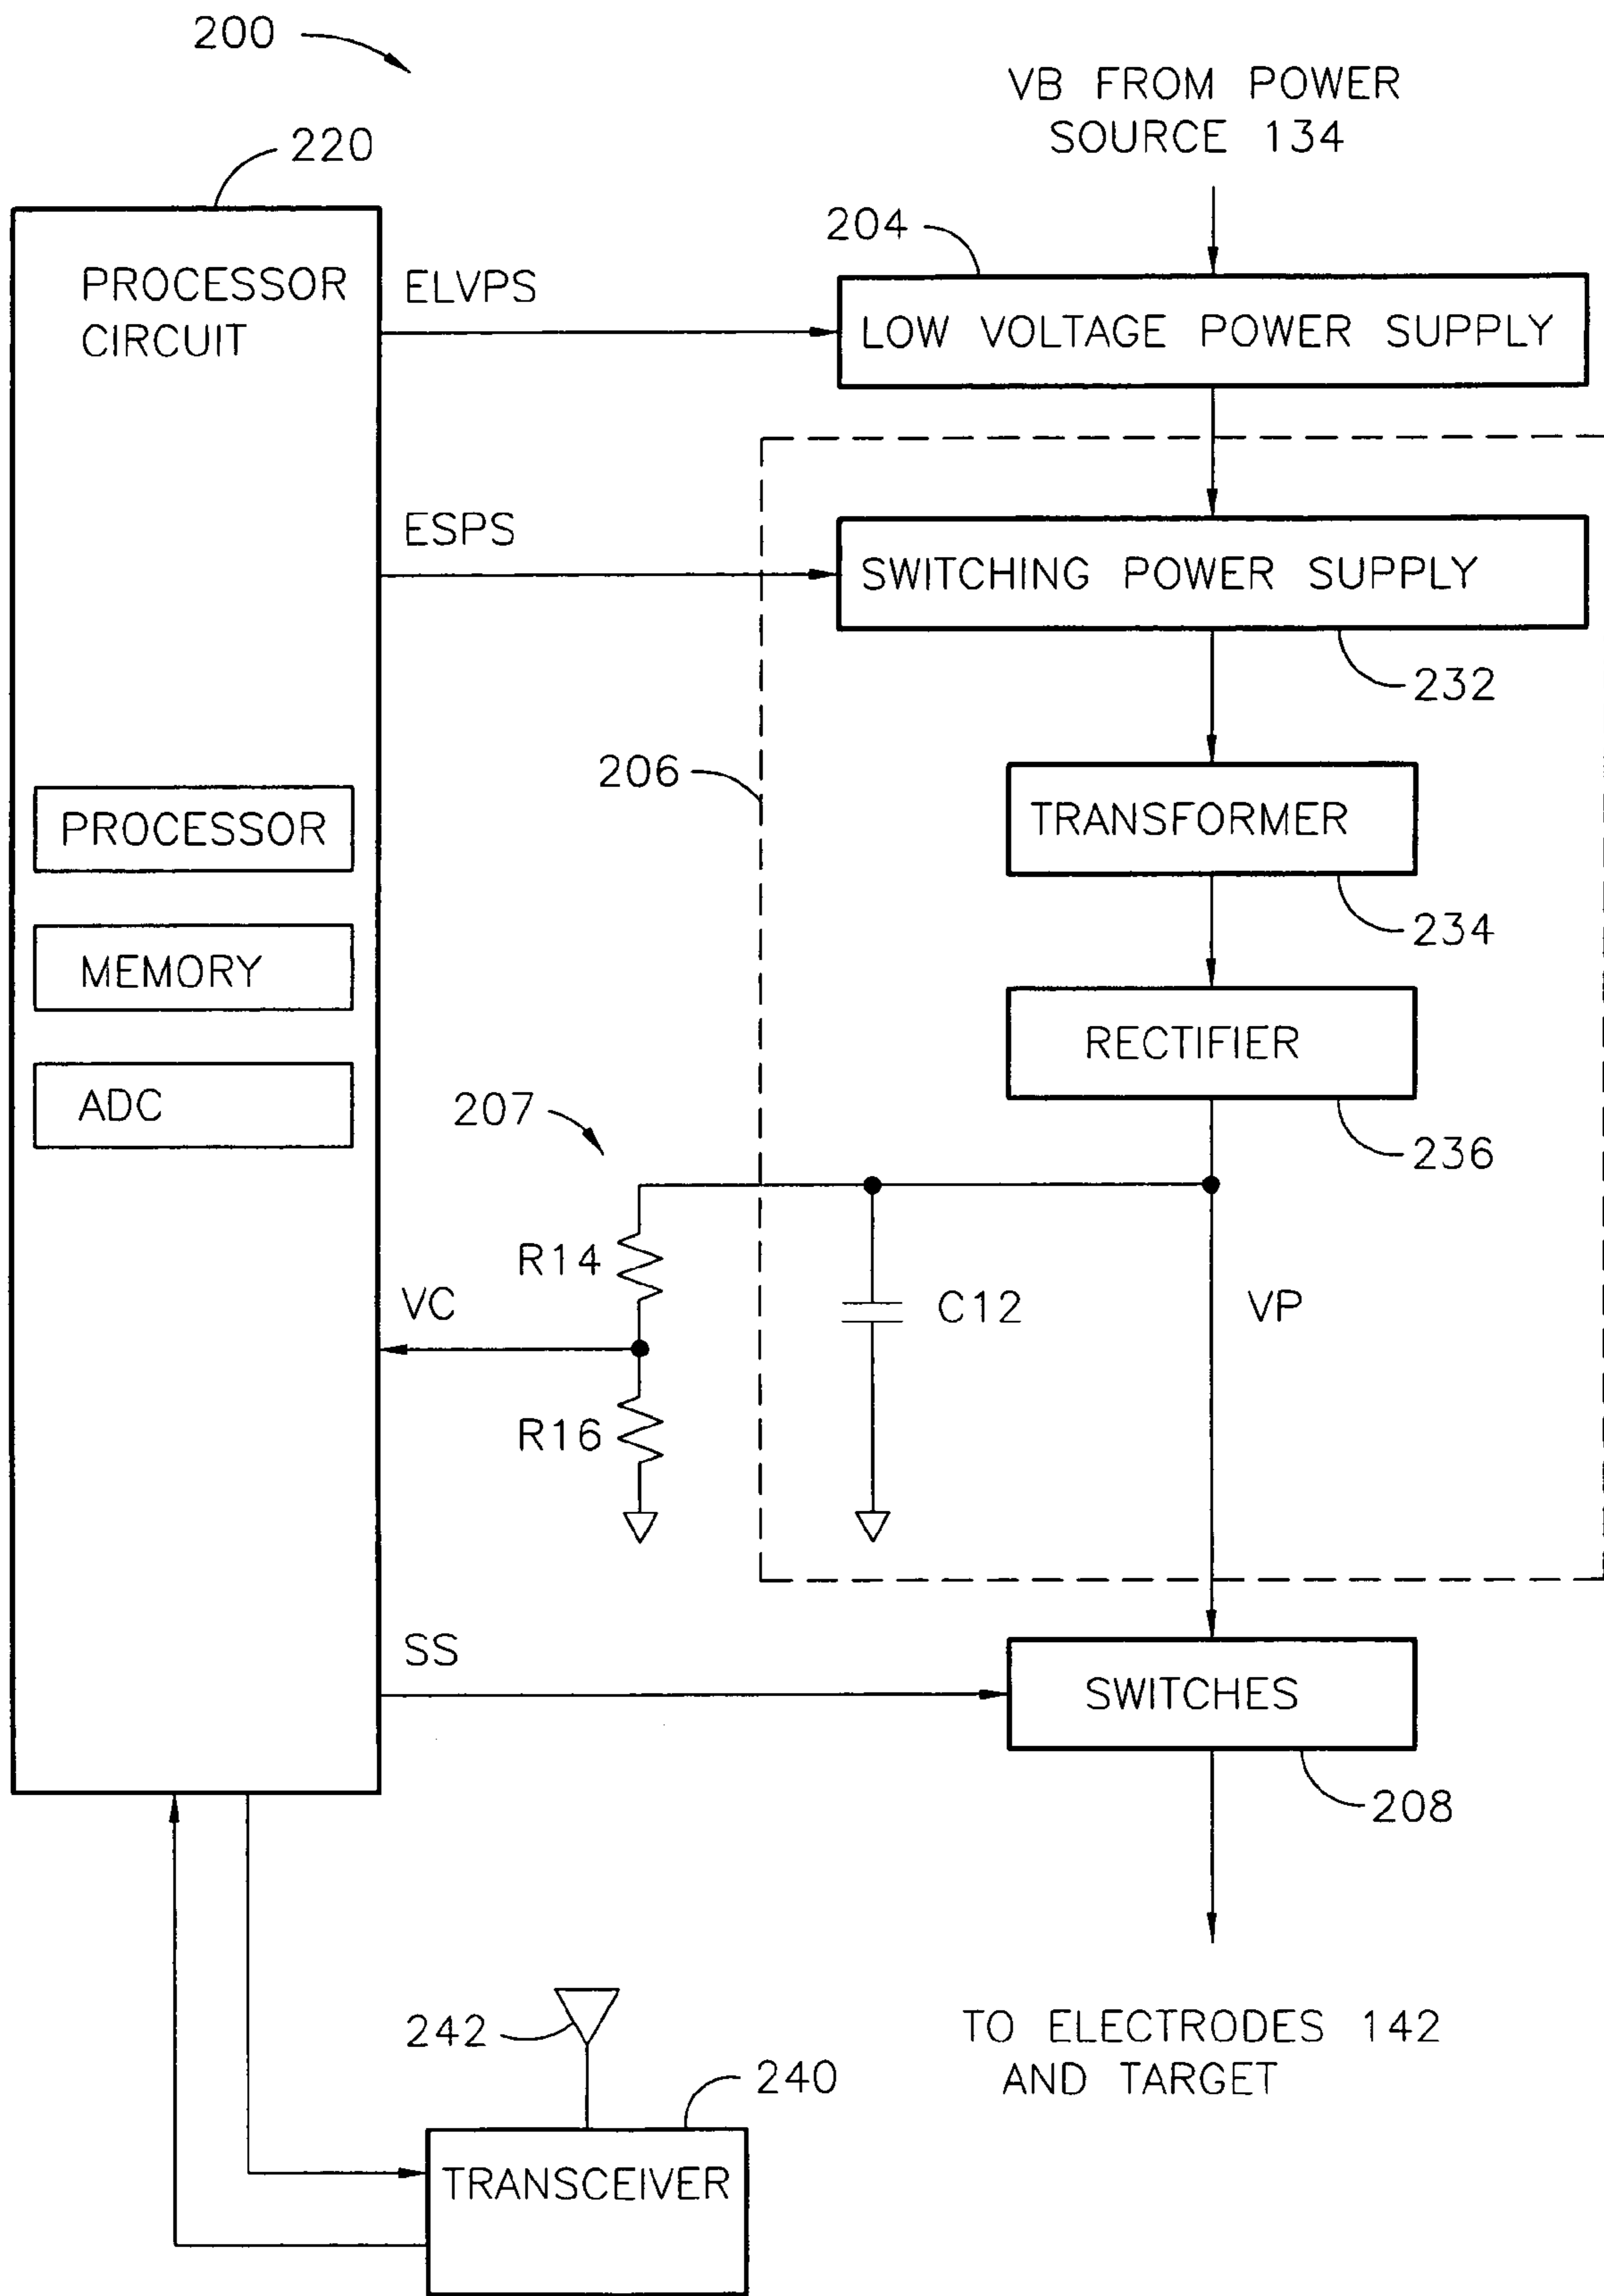 200
VB FROM POWER
SOURCE 134
220
204
PROCESSOR
CIRCUIT
ELVPS
LOW VOLTAGE POWER SUPPLY
ESPS
SWITCHING POWER SUPPLY
232
206
TRANSFORMER
PROCESSOR
234
MEMORY
RECTIFIER
ADC
207
236
R14
VC
C12
VP
R16
SS
SWITCHES
208
242
TO ELECTRODES 142
AND TARGET
240
TRANSCEIVER